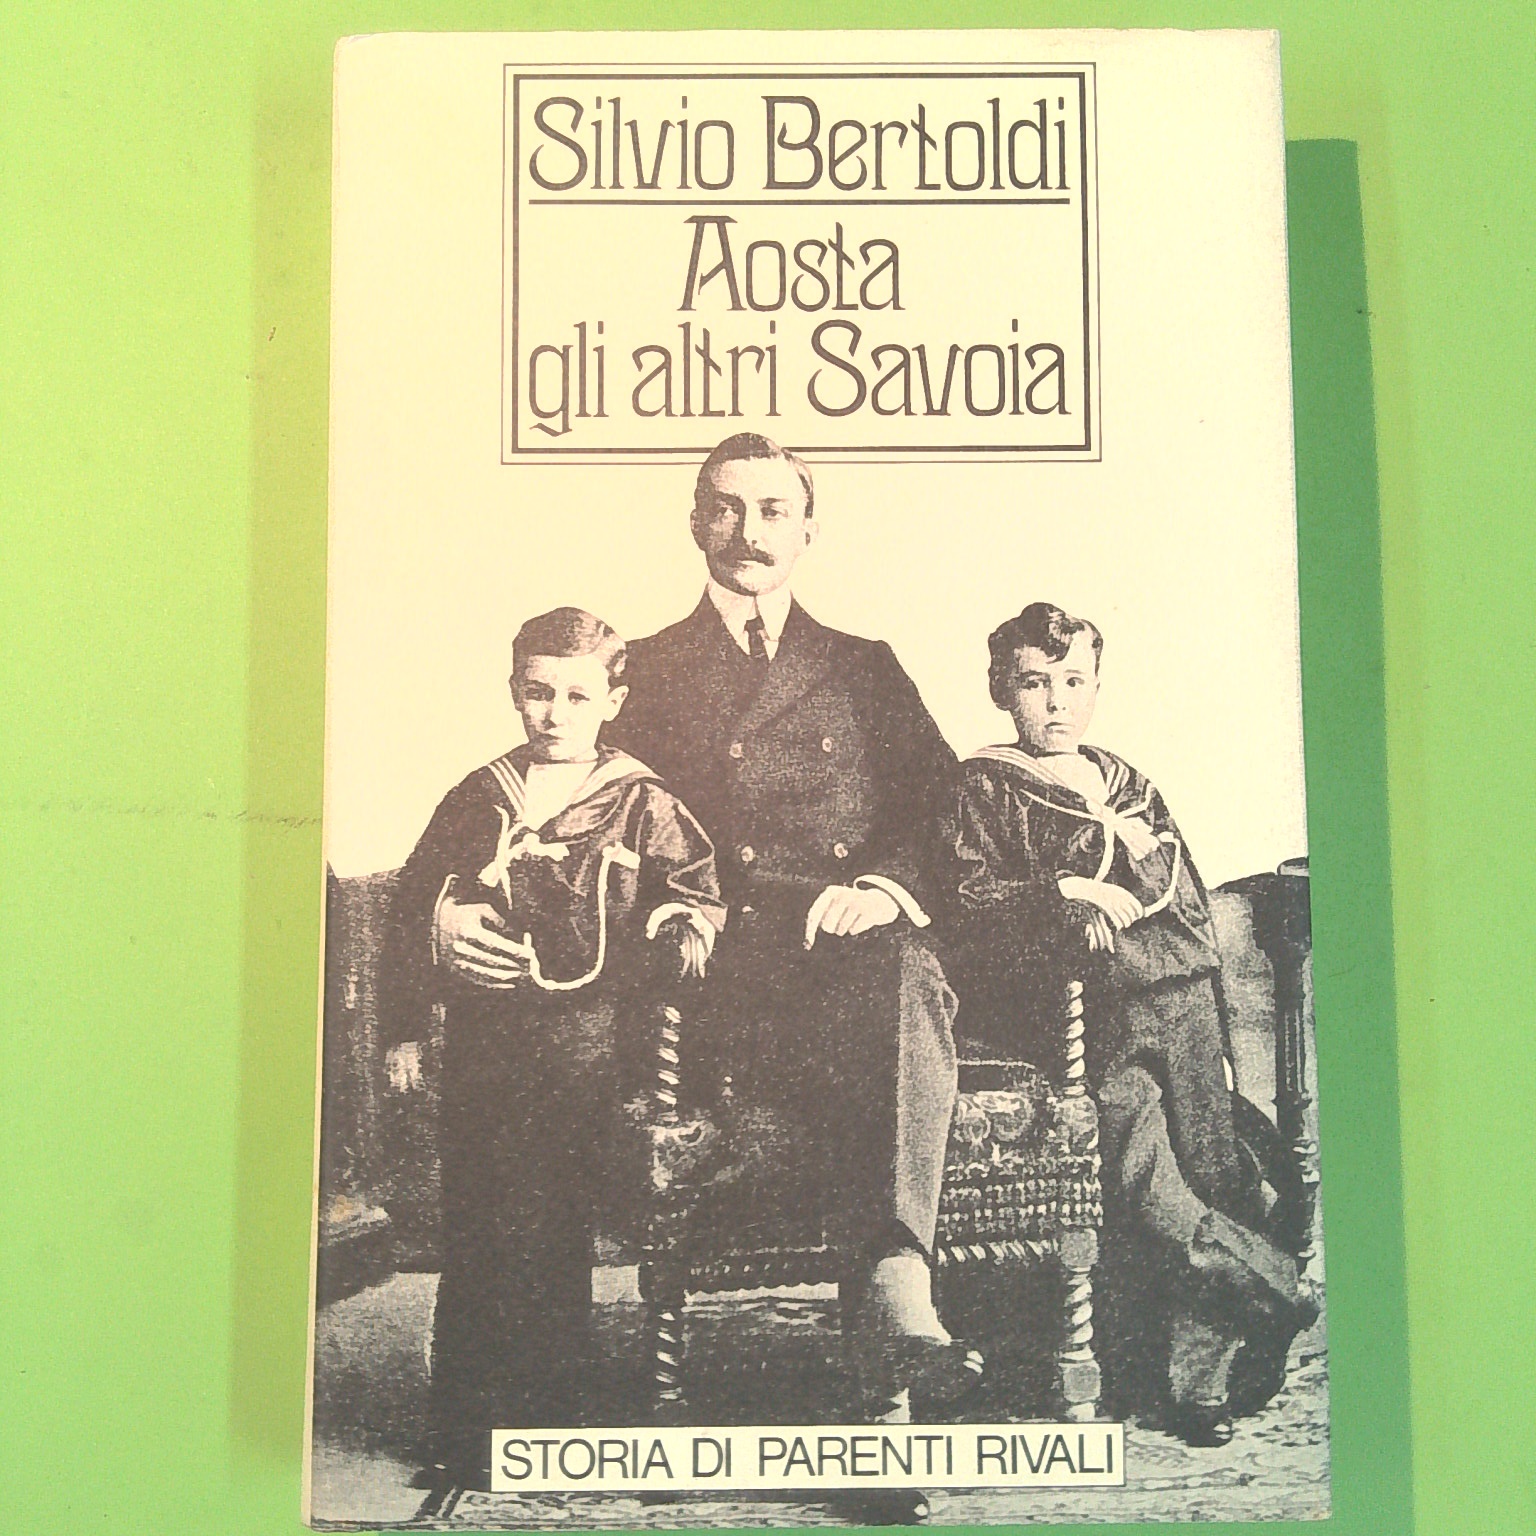 Silvio Bertoldi
Aosta
gli altri Savoia
STORIA DI PARENTI RIVALI